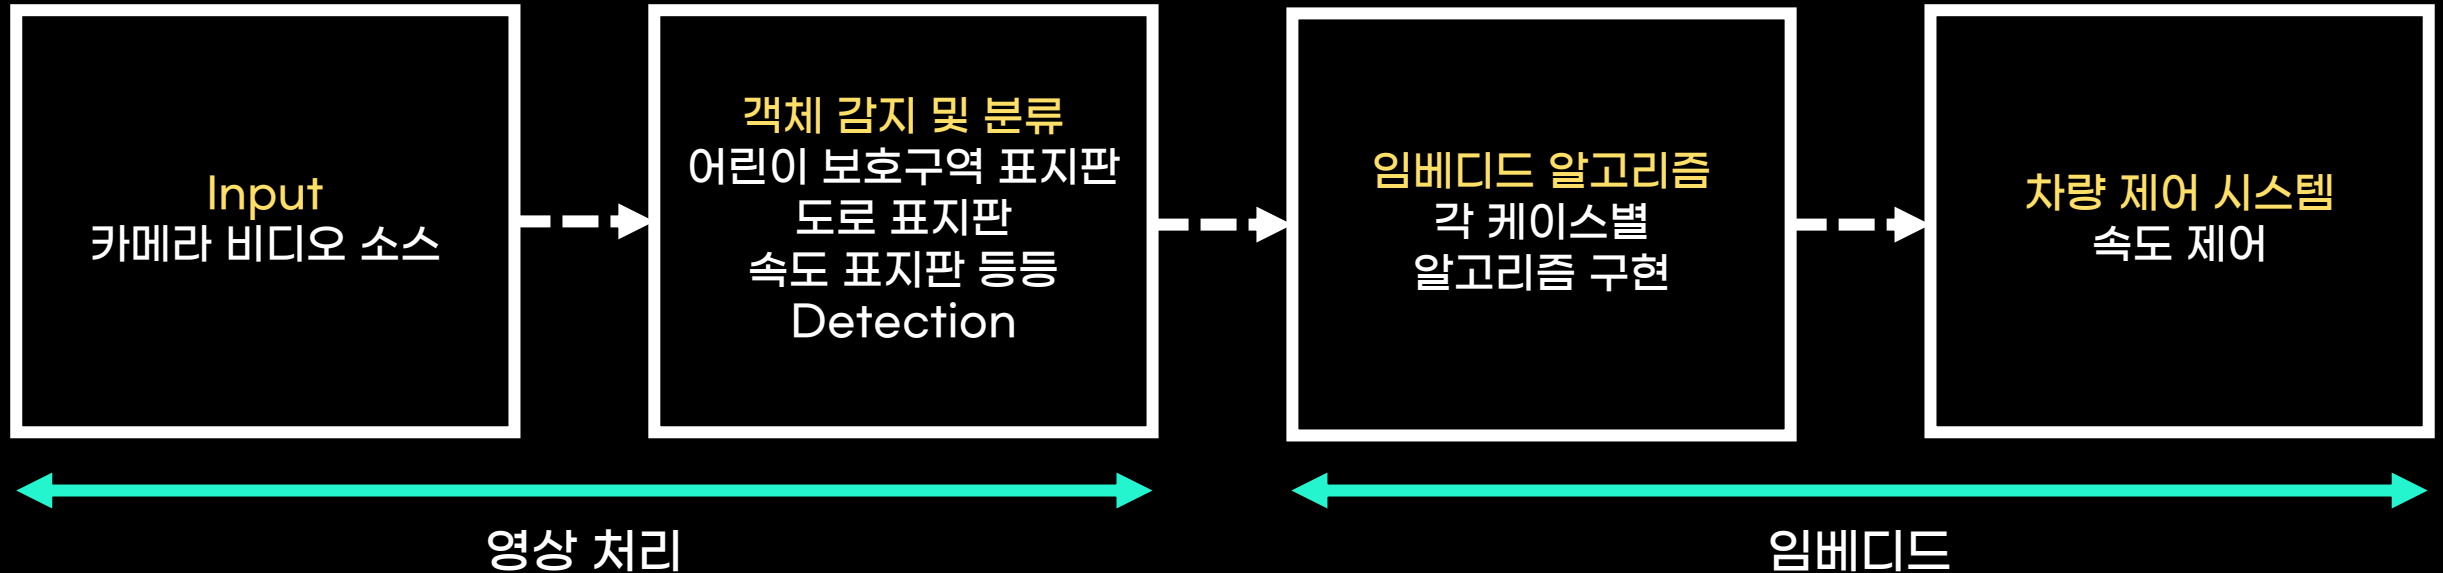 Input
카메라 비디오 소스
객체 감지 및 분류
어린이 보호구역 표지판
도로 표지판
속도 표지판 등등
Detection
임베디드 알고리즘
각 케이스별
알고리즘 구현
차량 제어 시스템
속도 제어
영상 처리
임베디드